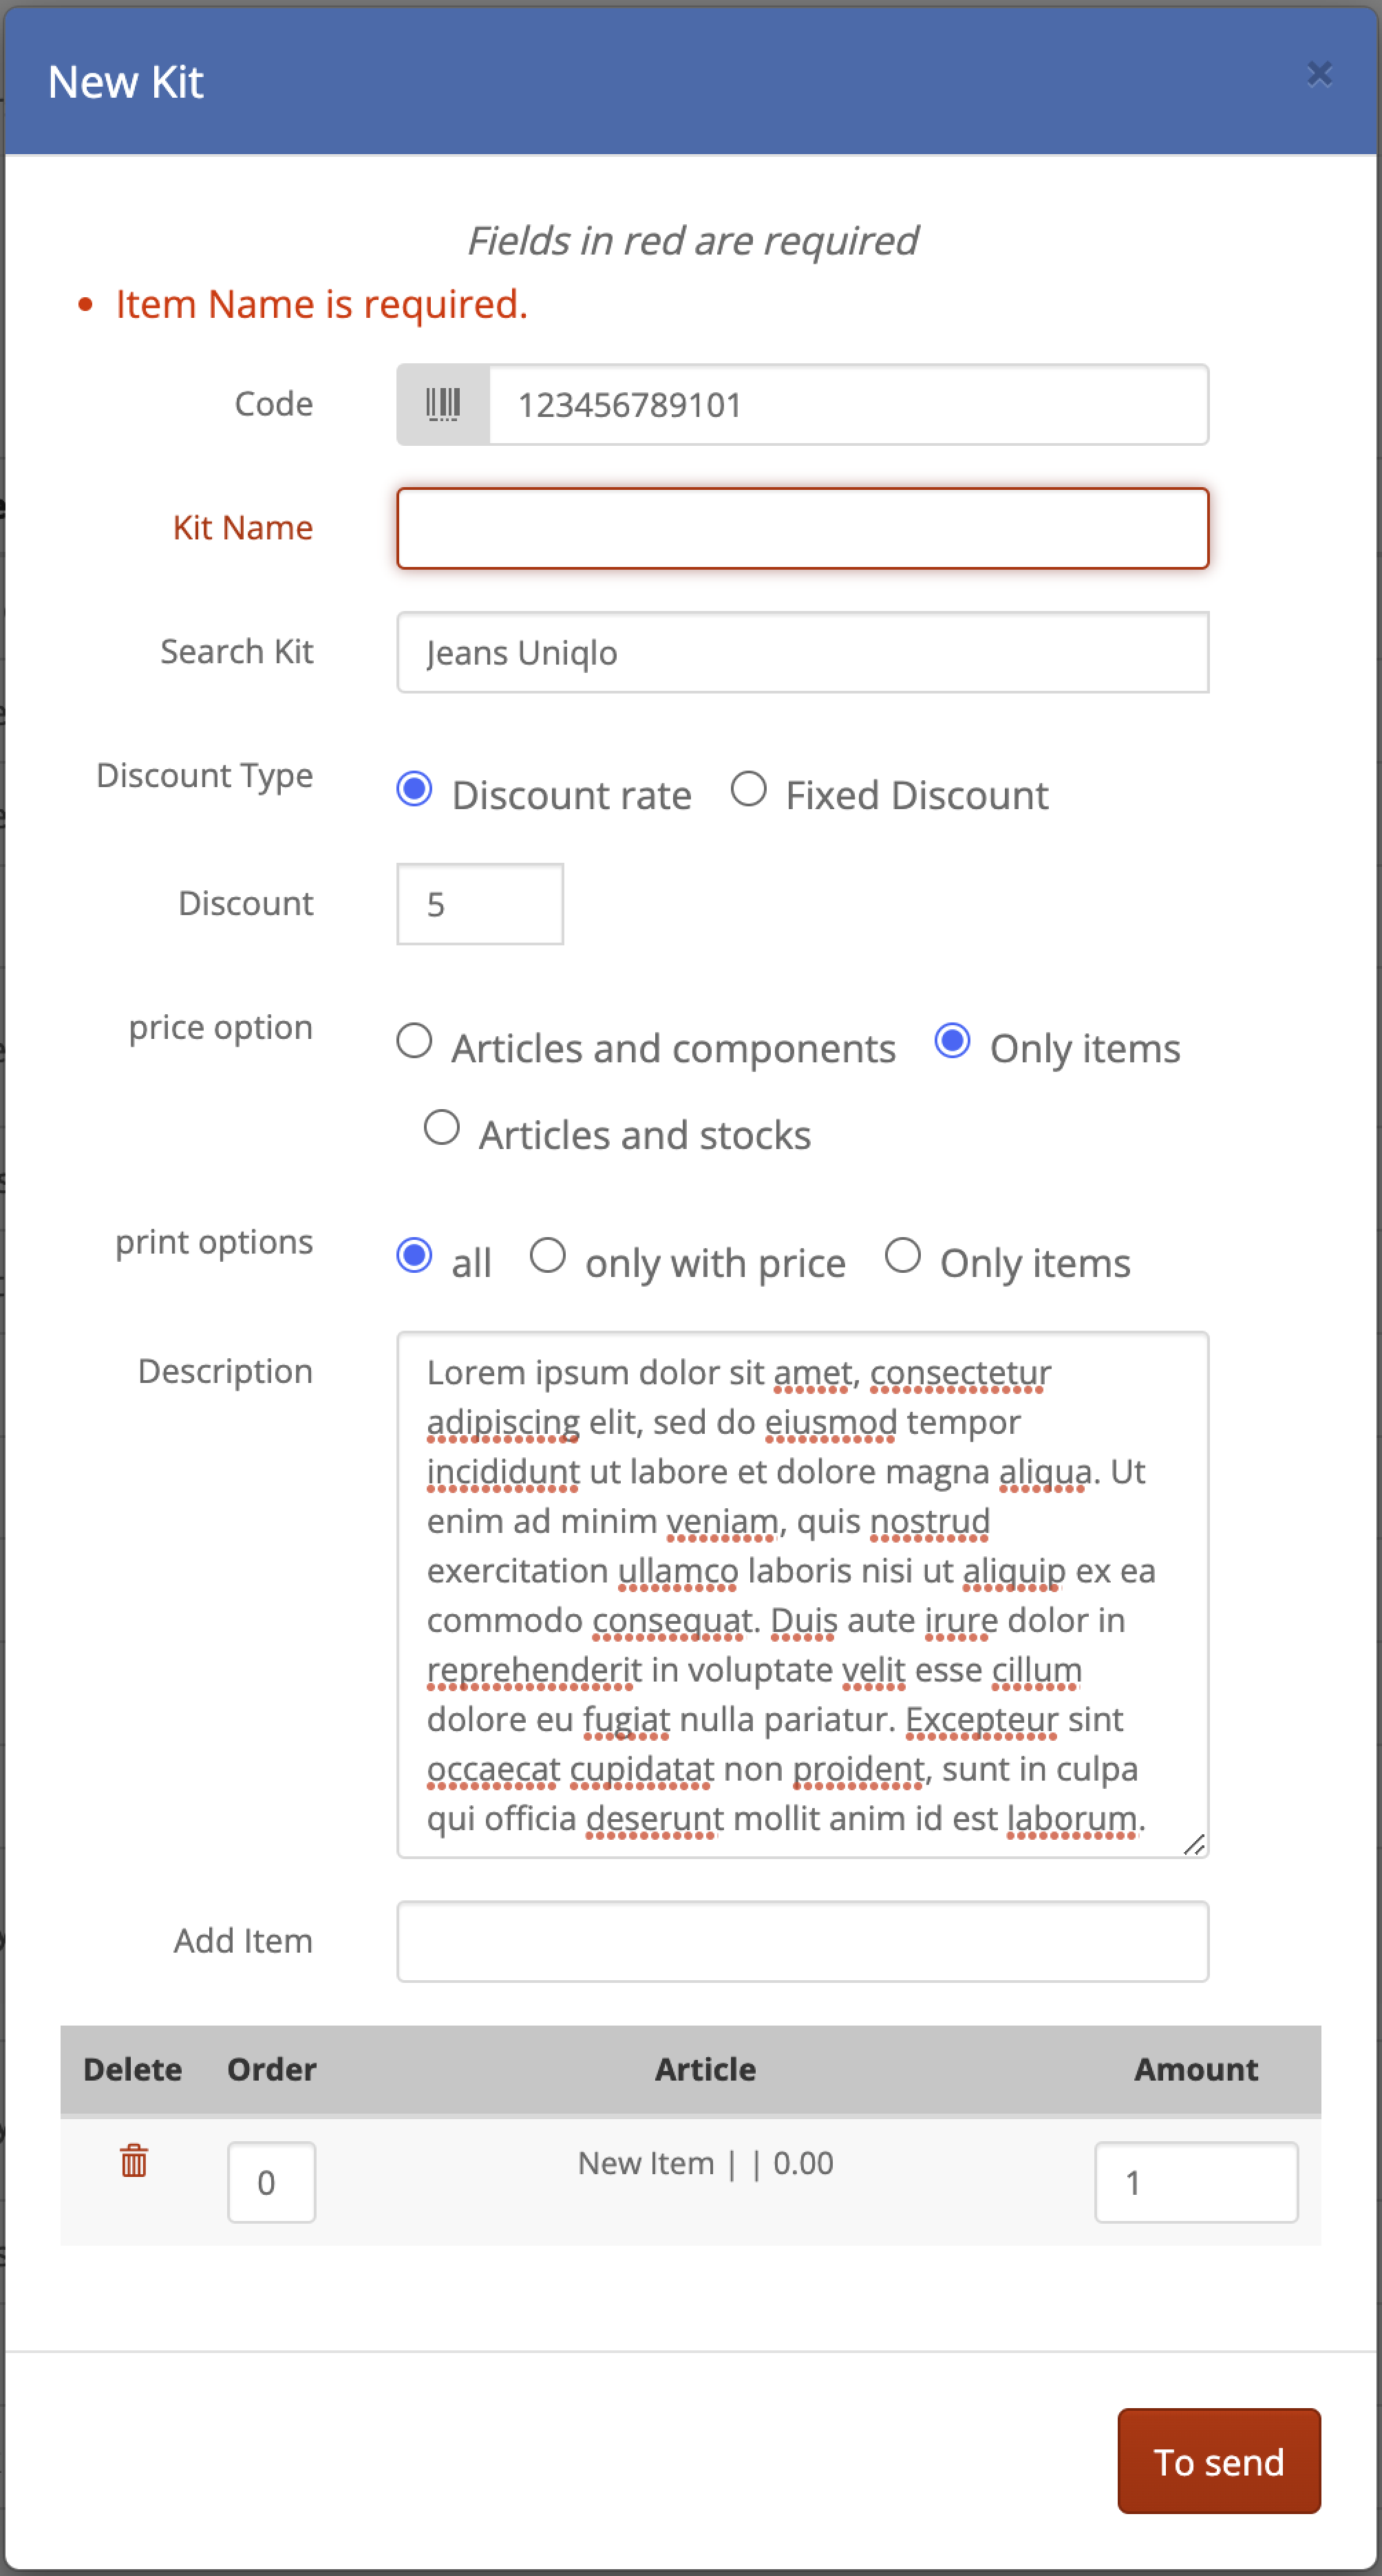 New Kit
Fields in red are required
Item Name is required.
Code 123456789101
Kit Name
Search Kit Jeans Uniqlo
Discount Type Discount rate Fixed Discount
Discount 5
price option Articles and components Only items
Articles and stocks
print options all only with price Only items
Description Lorem ipsum dolor sit amet, consectetur
adipiscing elit, sed do eiusmod tempor
incididunt ut labore et dolore magna aliqua. Ut
enim ad minim veniam, quis nostrud
exercitation ullamco laboris nisi ut aliquip ex ea
commodo consequat. Duis aute irure dolor in
reprehenderit in voluptate velit esse cillum
dolore eu fugiat nulla pariatur. Excepteur sint
occaecat cupidatat non proident, sunt in culpa
qui officia deserunt mollit anim id est laborum.
Add Item
Delete Order Article Amount
0 New Item | | 0.00 1
To send